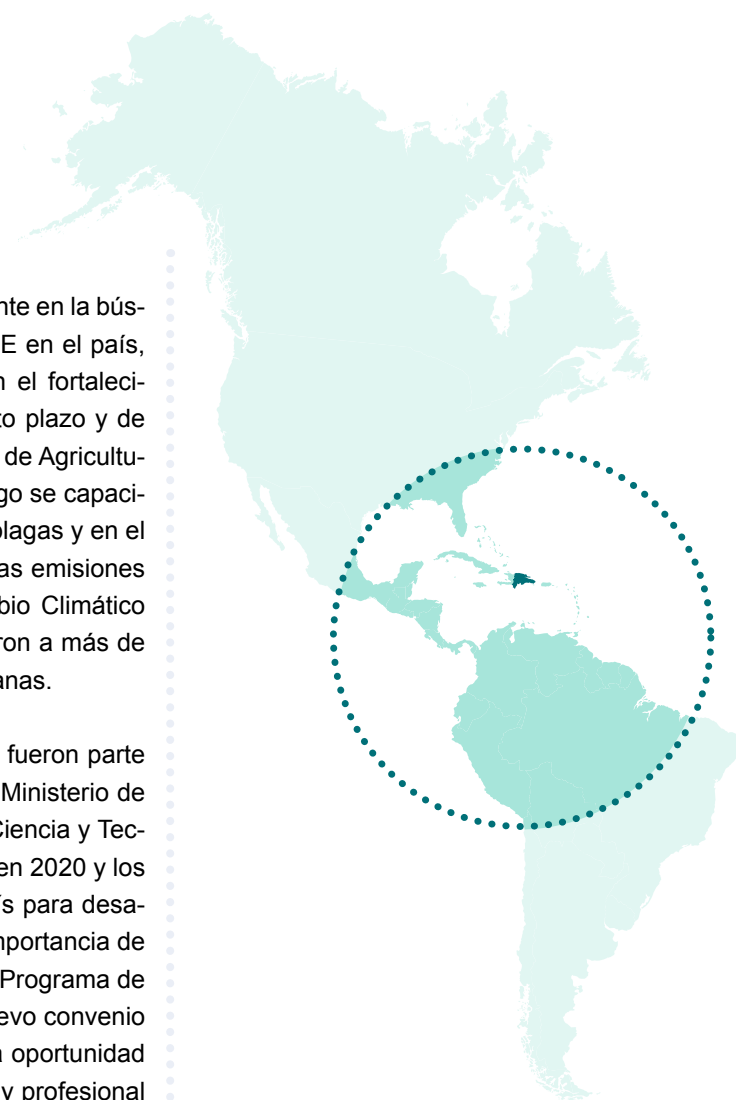 nte en la bús-
E en el país,
n el fortaleci-
to plazo y de
de Agricultu-
go se capaci-
plagas y en el
as emisiones
bio Climático
ron a más de
anas.
fueron parte
Ministerio de
Ciencia y Tec-
en 2020 y los
ís para desa-
mportancia de
Programa de
evo convenio
a oportunidad
y profesional